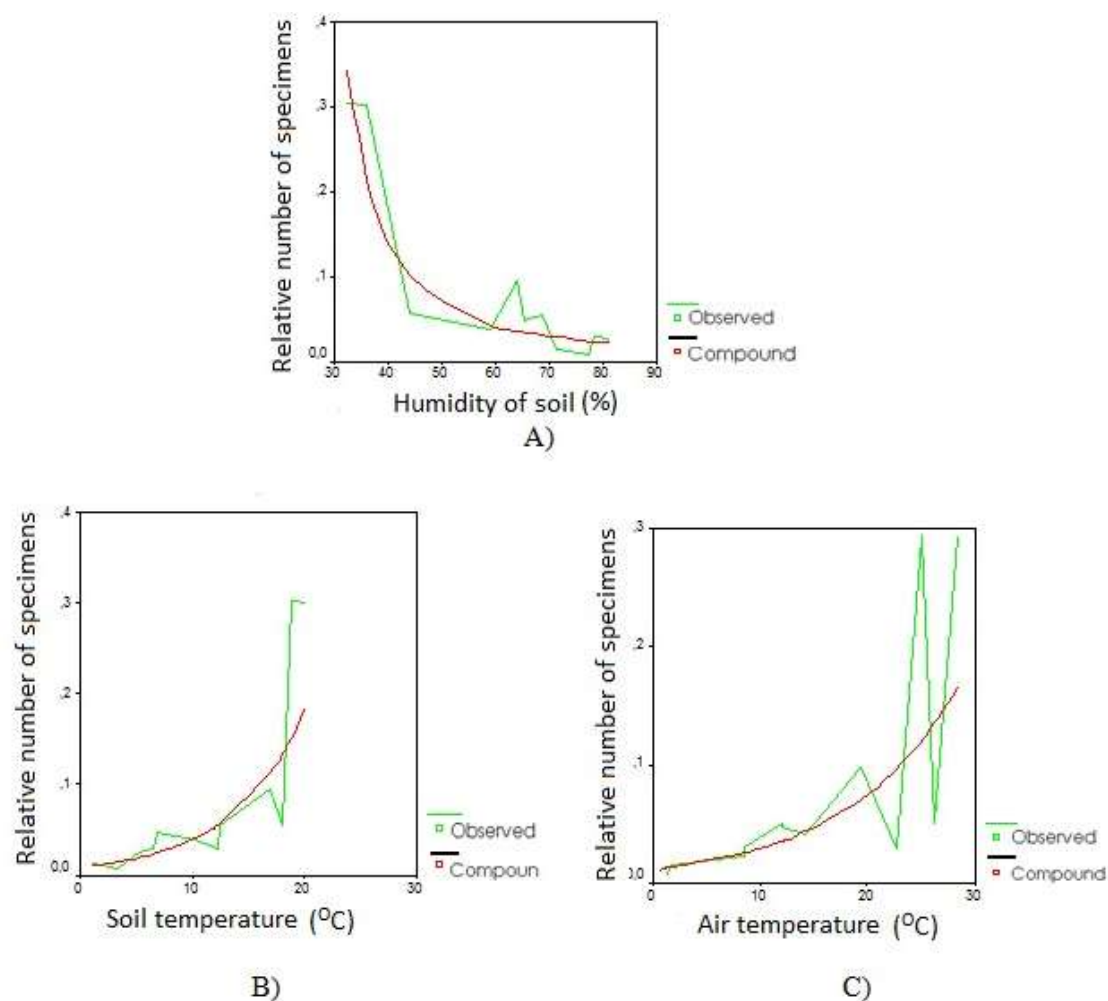 Relative number of specimens
,4
,3
,2
,1
0,0
30 40 50 60 70 80 90
Humidity of soil (%)
Observed
Compound
A)
Relative number of specimens
,4
,3
,2
,1
0,0
0 10 20 30
Soil temperature (⁰C)
Observed
Compoun
B)
Relative number of specimens
,3
,2
,1
0,0
0 10 20 30
Air temperature (⁰C)
Observed
Compound
C)